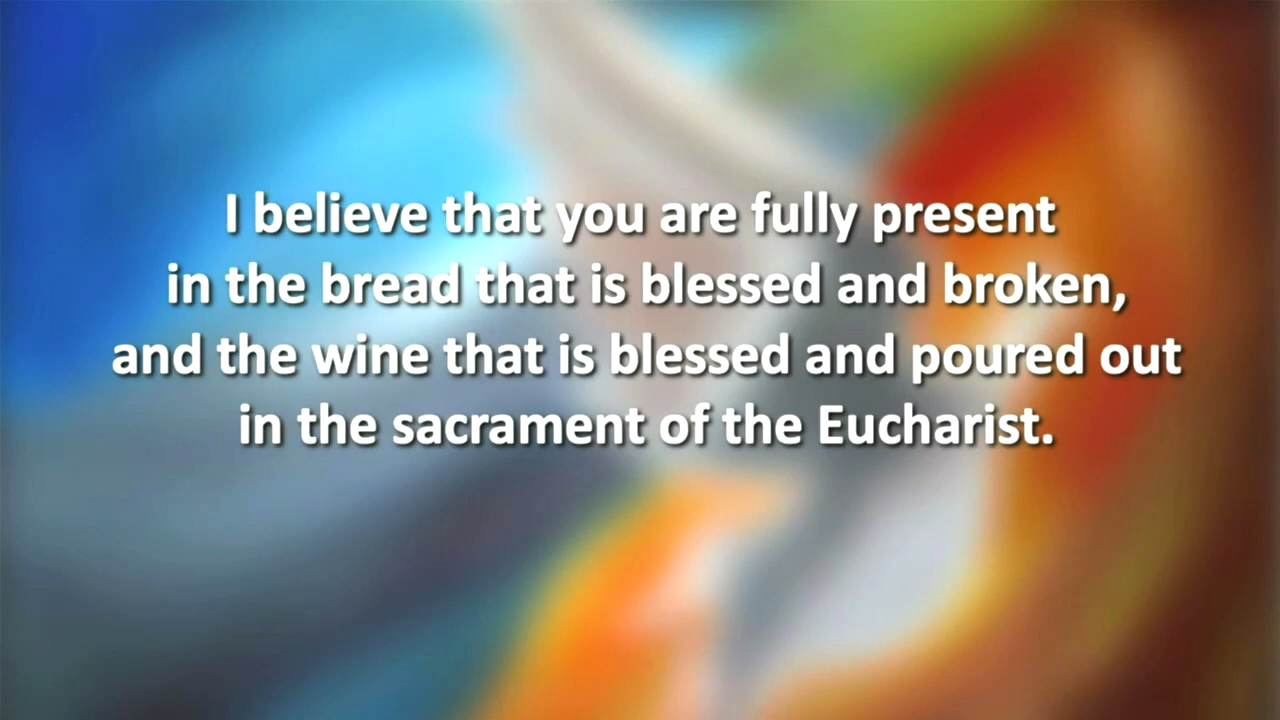 I believe that you are fully present
in the bread that is blessed and broken,
and the wine that is blessed and poured out
in the sacrament of the Eucharist.